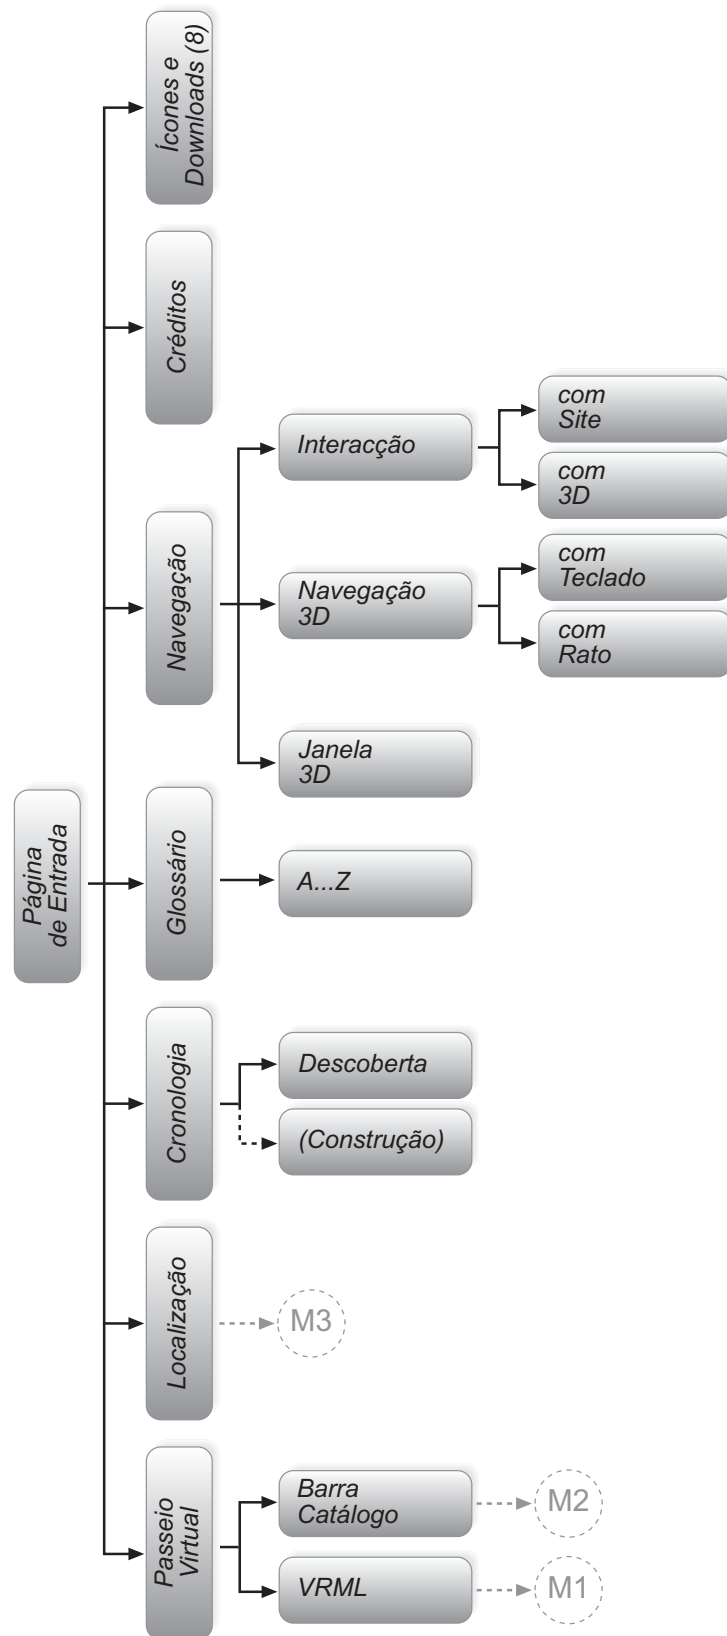 Ícones e
Downloads (8)
Créditos
Navegação
Interacção
com
Site
com
3D
Navegação
3D
com
Teclado
com
Rato
Janela
3D
Página
de Entrada
Glossário
A...Z
Cronologia
Descoberta
(Construção)
Localização
M3
Passeio
Virtual
Barra
Catálogo
M2
VRML
M1